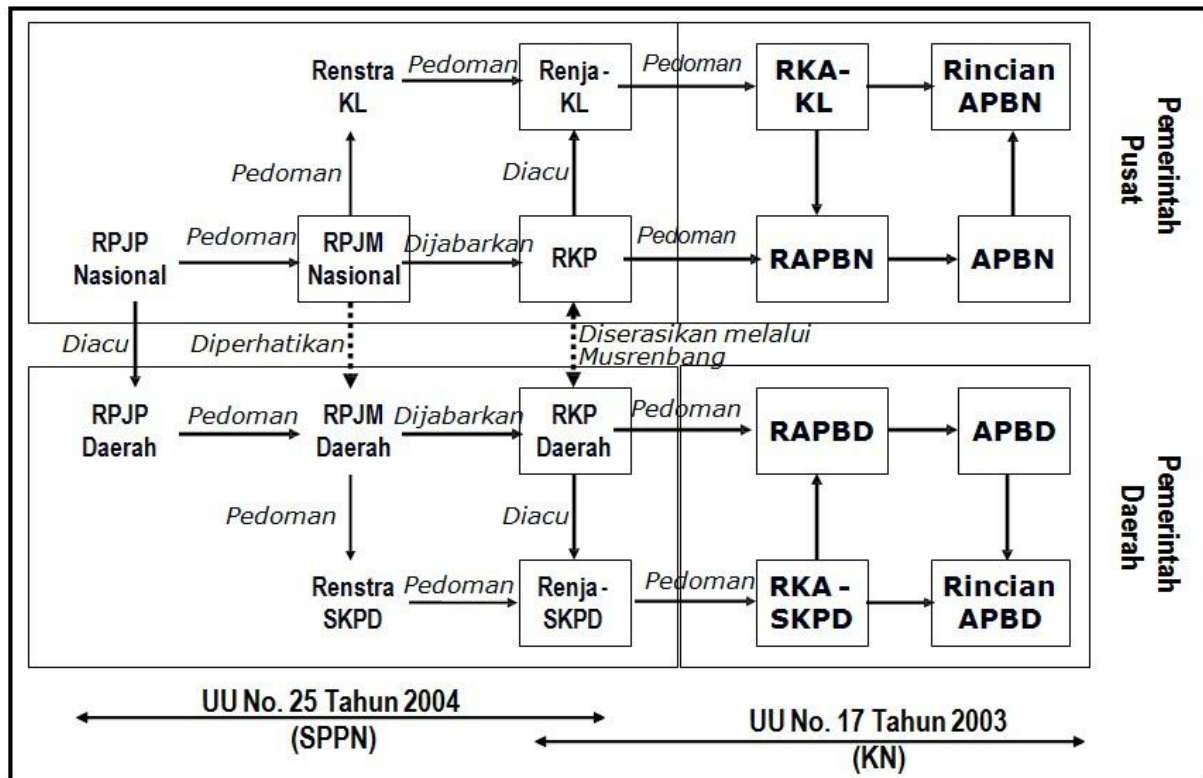 Renstra
KL
Pedoman
Renja-
KL
Pedoman
RKA-
KL
Rincian
APBN
Pemerintah
Pusat
Pedoman
Diacu
RPJP
Nasional
Pedoman
RPJM
Nasional
Dijabarkan
RKP
Pedoman
RAPBN
APBN
Diacu
Diperhatikan
Diserasikan melalui
Musrenbang
RPJP
Daerah
Pedoman
RPJM
Daerah
Dijabarkan
RKP
Daerah
Pedoman
RAPBD
APBD
Pemerintah
Daerah
Pedoman
Diacu
Renstra
SKPD
Pedoman
Renja -
SKPD
Pedoman
RKA -
SKPD
Rincian
APBD
UU No. 25 Tahun 2004
(SPPN)
UU No. 17 Tahun 2003
(KN)